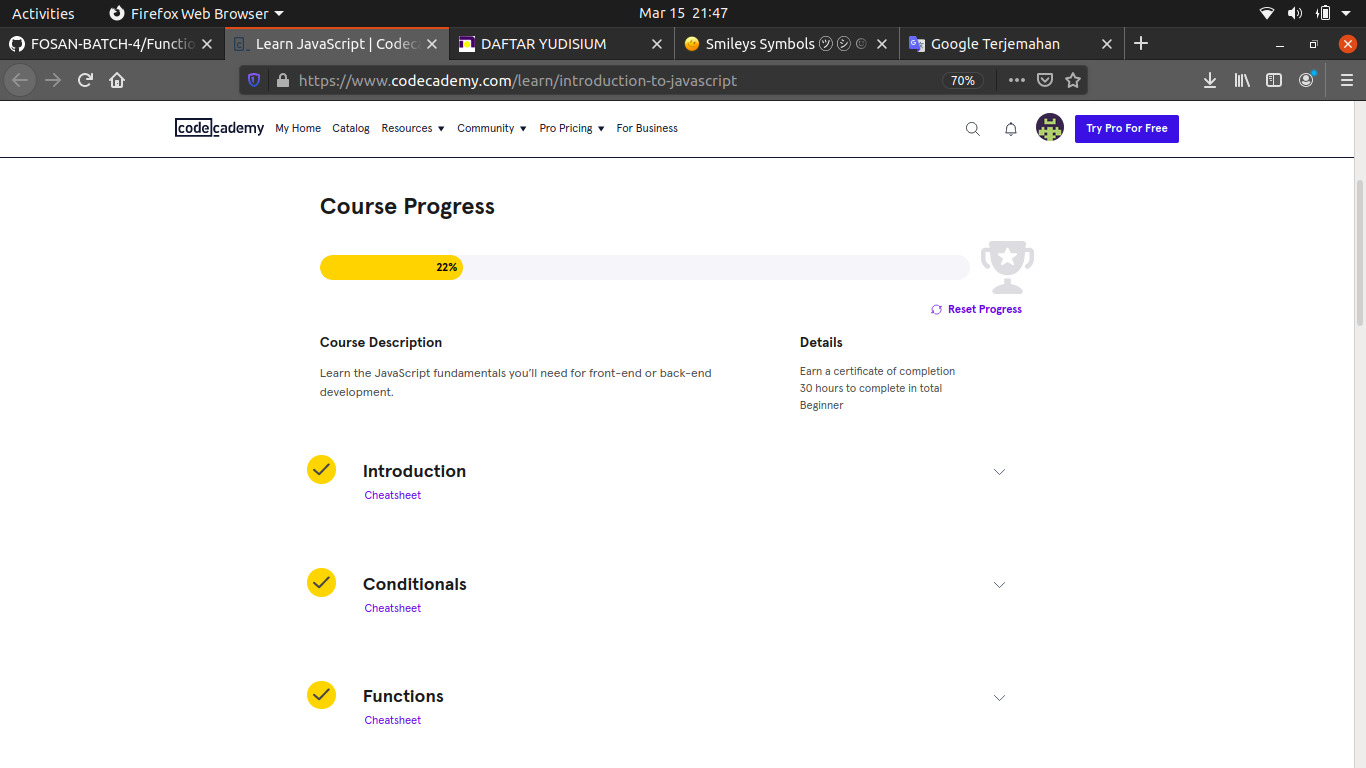 Activities Firefox Web Browser Mar 15 21:47
FOSAN-BATCH-4/Functio Learn JavaScript | Codeca DAFTAR YUDISIUM Smileys Symbols ツ シ Google Terjemahan
https://www.codecademy.com/learn/introduction-to-javascript 70%
codecademy My Home Catalog Resources Community Pro Pricing For Business Try Pro For Free
Course Progress
22%
Reset Progress
Course Description
Learn the JavaScript fundamentals you’ll need for front-end or back-end
development.
Details
Earn a certificate of completion
30 hours to complete in total
Beginner
Introduction
Cheatsheet
Conditionals
Cheatsheet
Functions
Cheatsheet